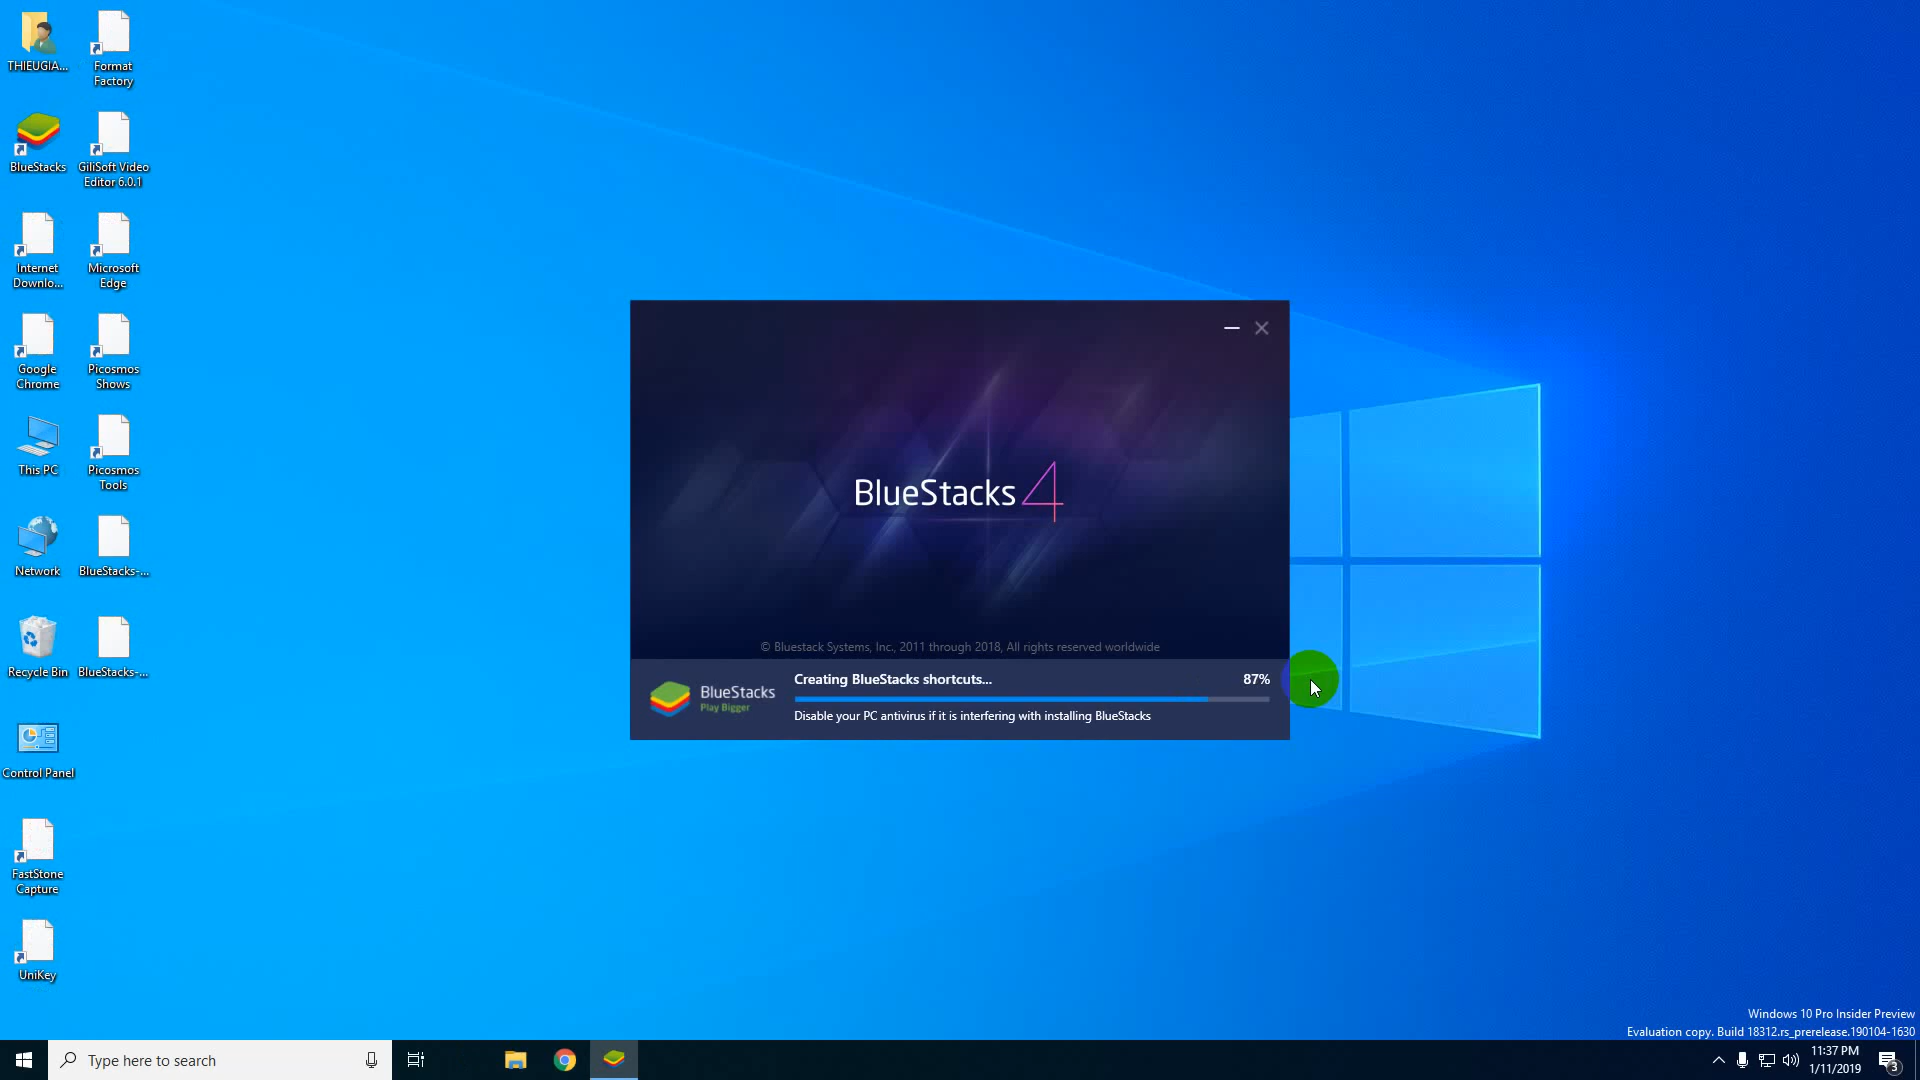 THIEUGIA...
Format
Factory
BlueStacks
GiliSoft Video
Editor 6.0.1
Internet
Downlo...
Microsoft
Edge
Google
Chrome
Picosmos
Shows
This PC
Picosmos
Tools
Network
BlueStacks-...
Recycle Bin
BlueStacks-...
Control Panel
FastStone
Capture
UniKey
BlueStacks 4
© Bluestack Systems, Inc., 2011 through 2018, All rights reserved worldwide
BlueStacks
Play Bigger
Creating BlueStacks shortcuts...
87%
Disable your PC antivirus if it is interfering with installing BlueStacks
Windows 10 Pro Insider Preview
Evaluation copy. Build 18312.rs_prerelease.190104-1630
Type here to search
11:37 PM
1/11/2019
3